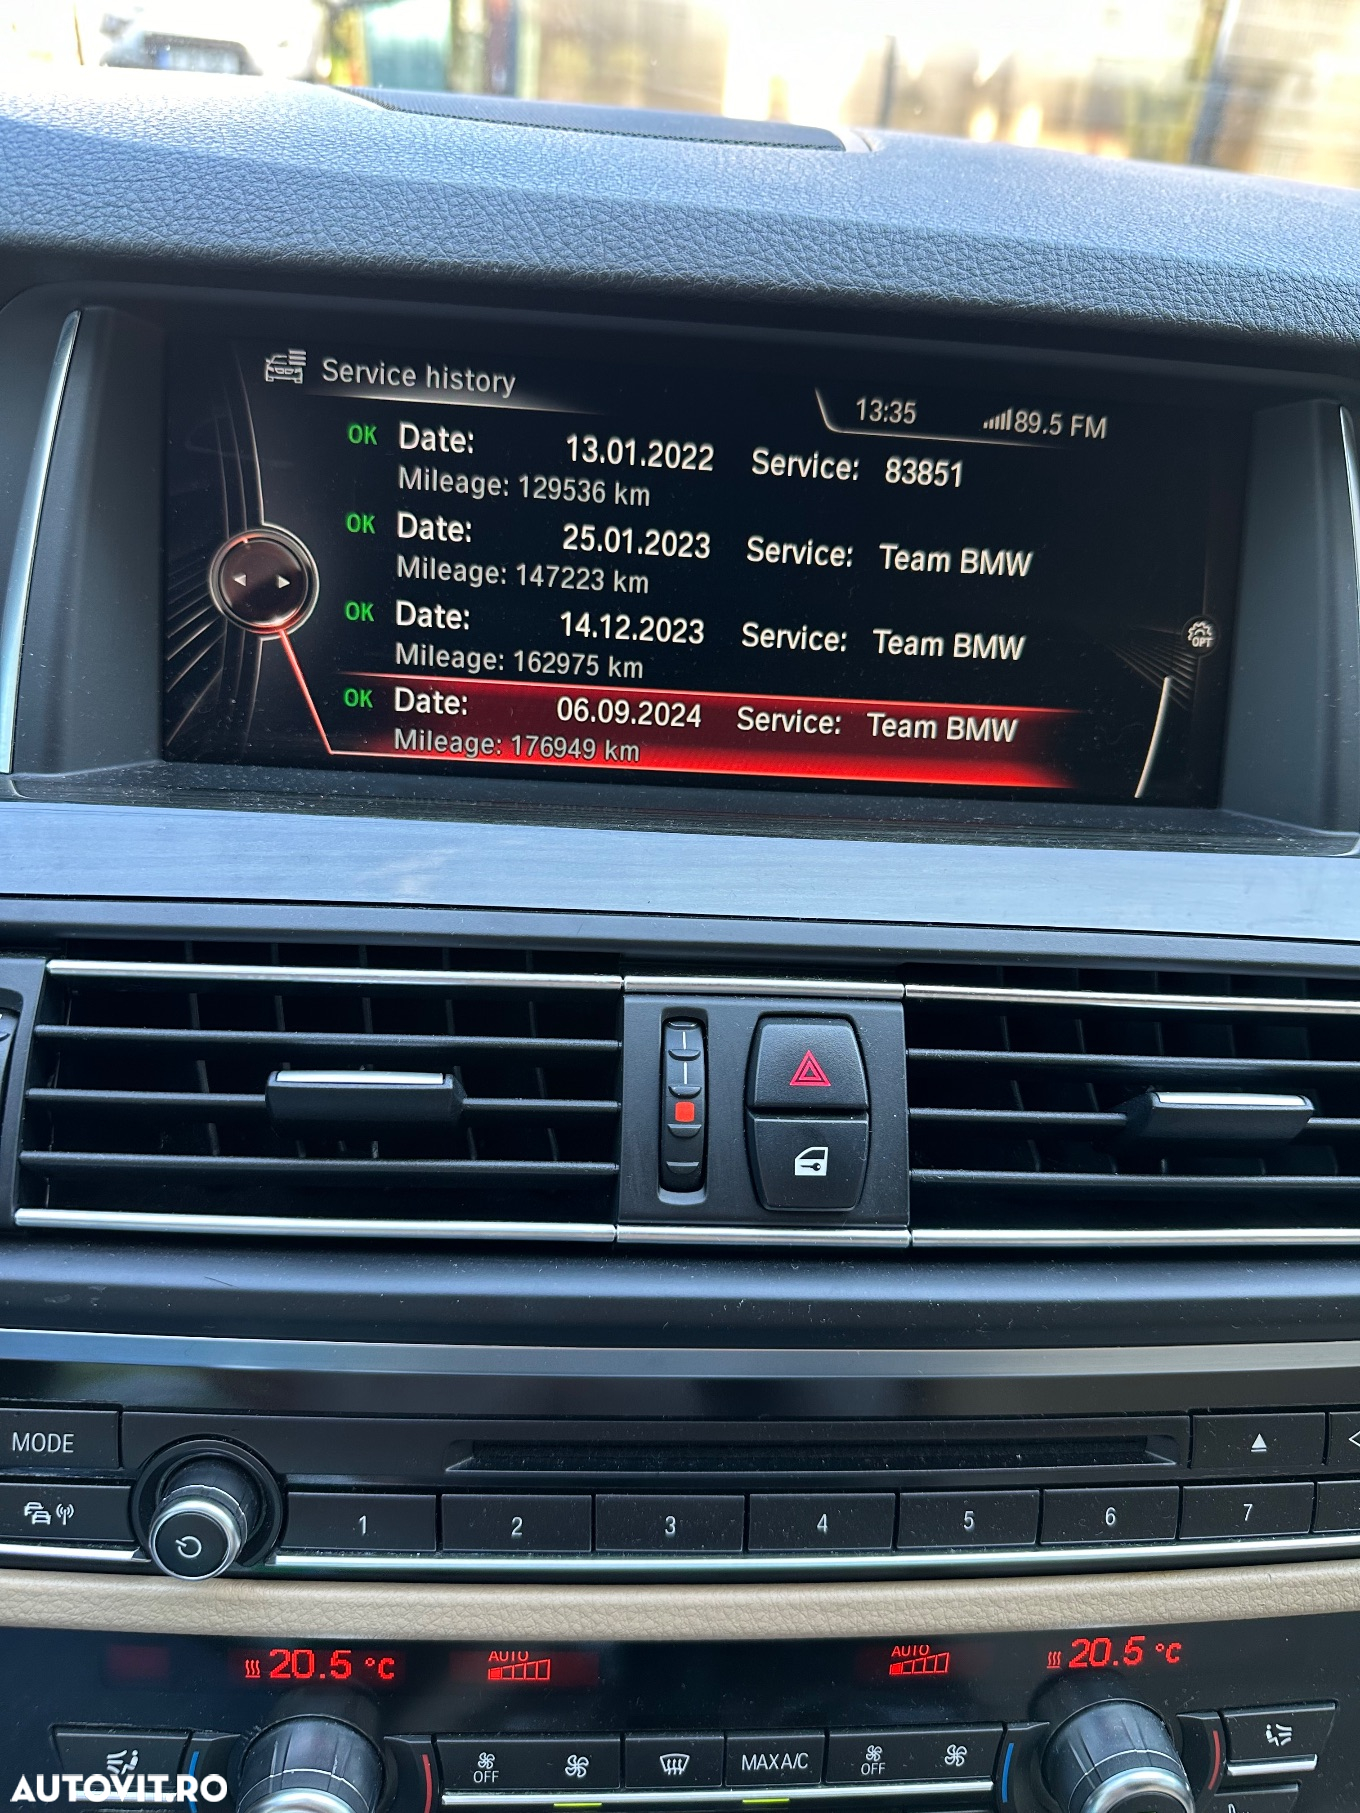 Service history
13:35 89.5 FM
OK Date: 13.01.2022 Service: 83851
Mileage: 129536 km
OK Date: 25.01.2023 Service: Team BMW
Mileage: 147223 km
OK Date: 14.12.2023 Service: Team BMW
Mileage: 162975 km
OK Date: 06.09.2024 Service: Team BMW
Mileage: 176949 km
OPT
MODE
1 2 3 4 5 6 7
20.5 °C AUTO AUTO 20.5 °C
OFF MAX A/C OFF
AUTOVIT.RO